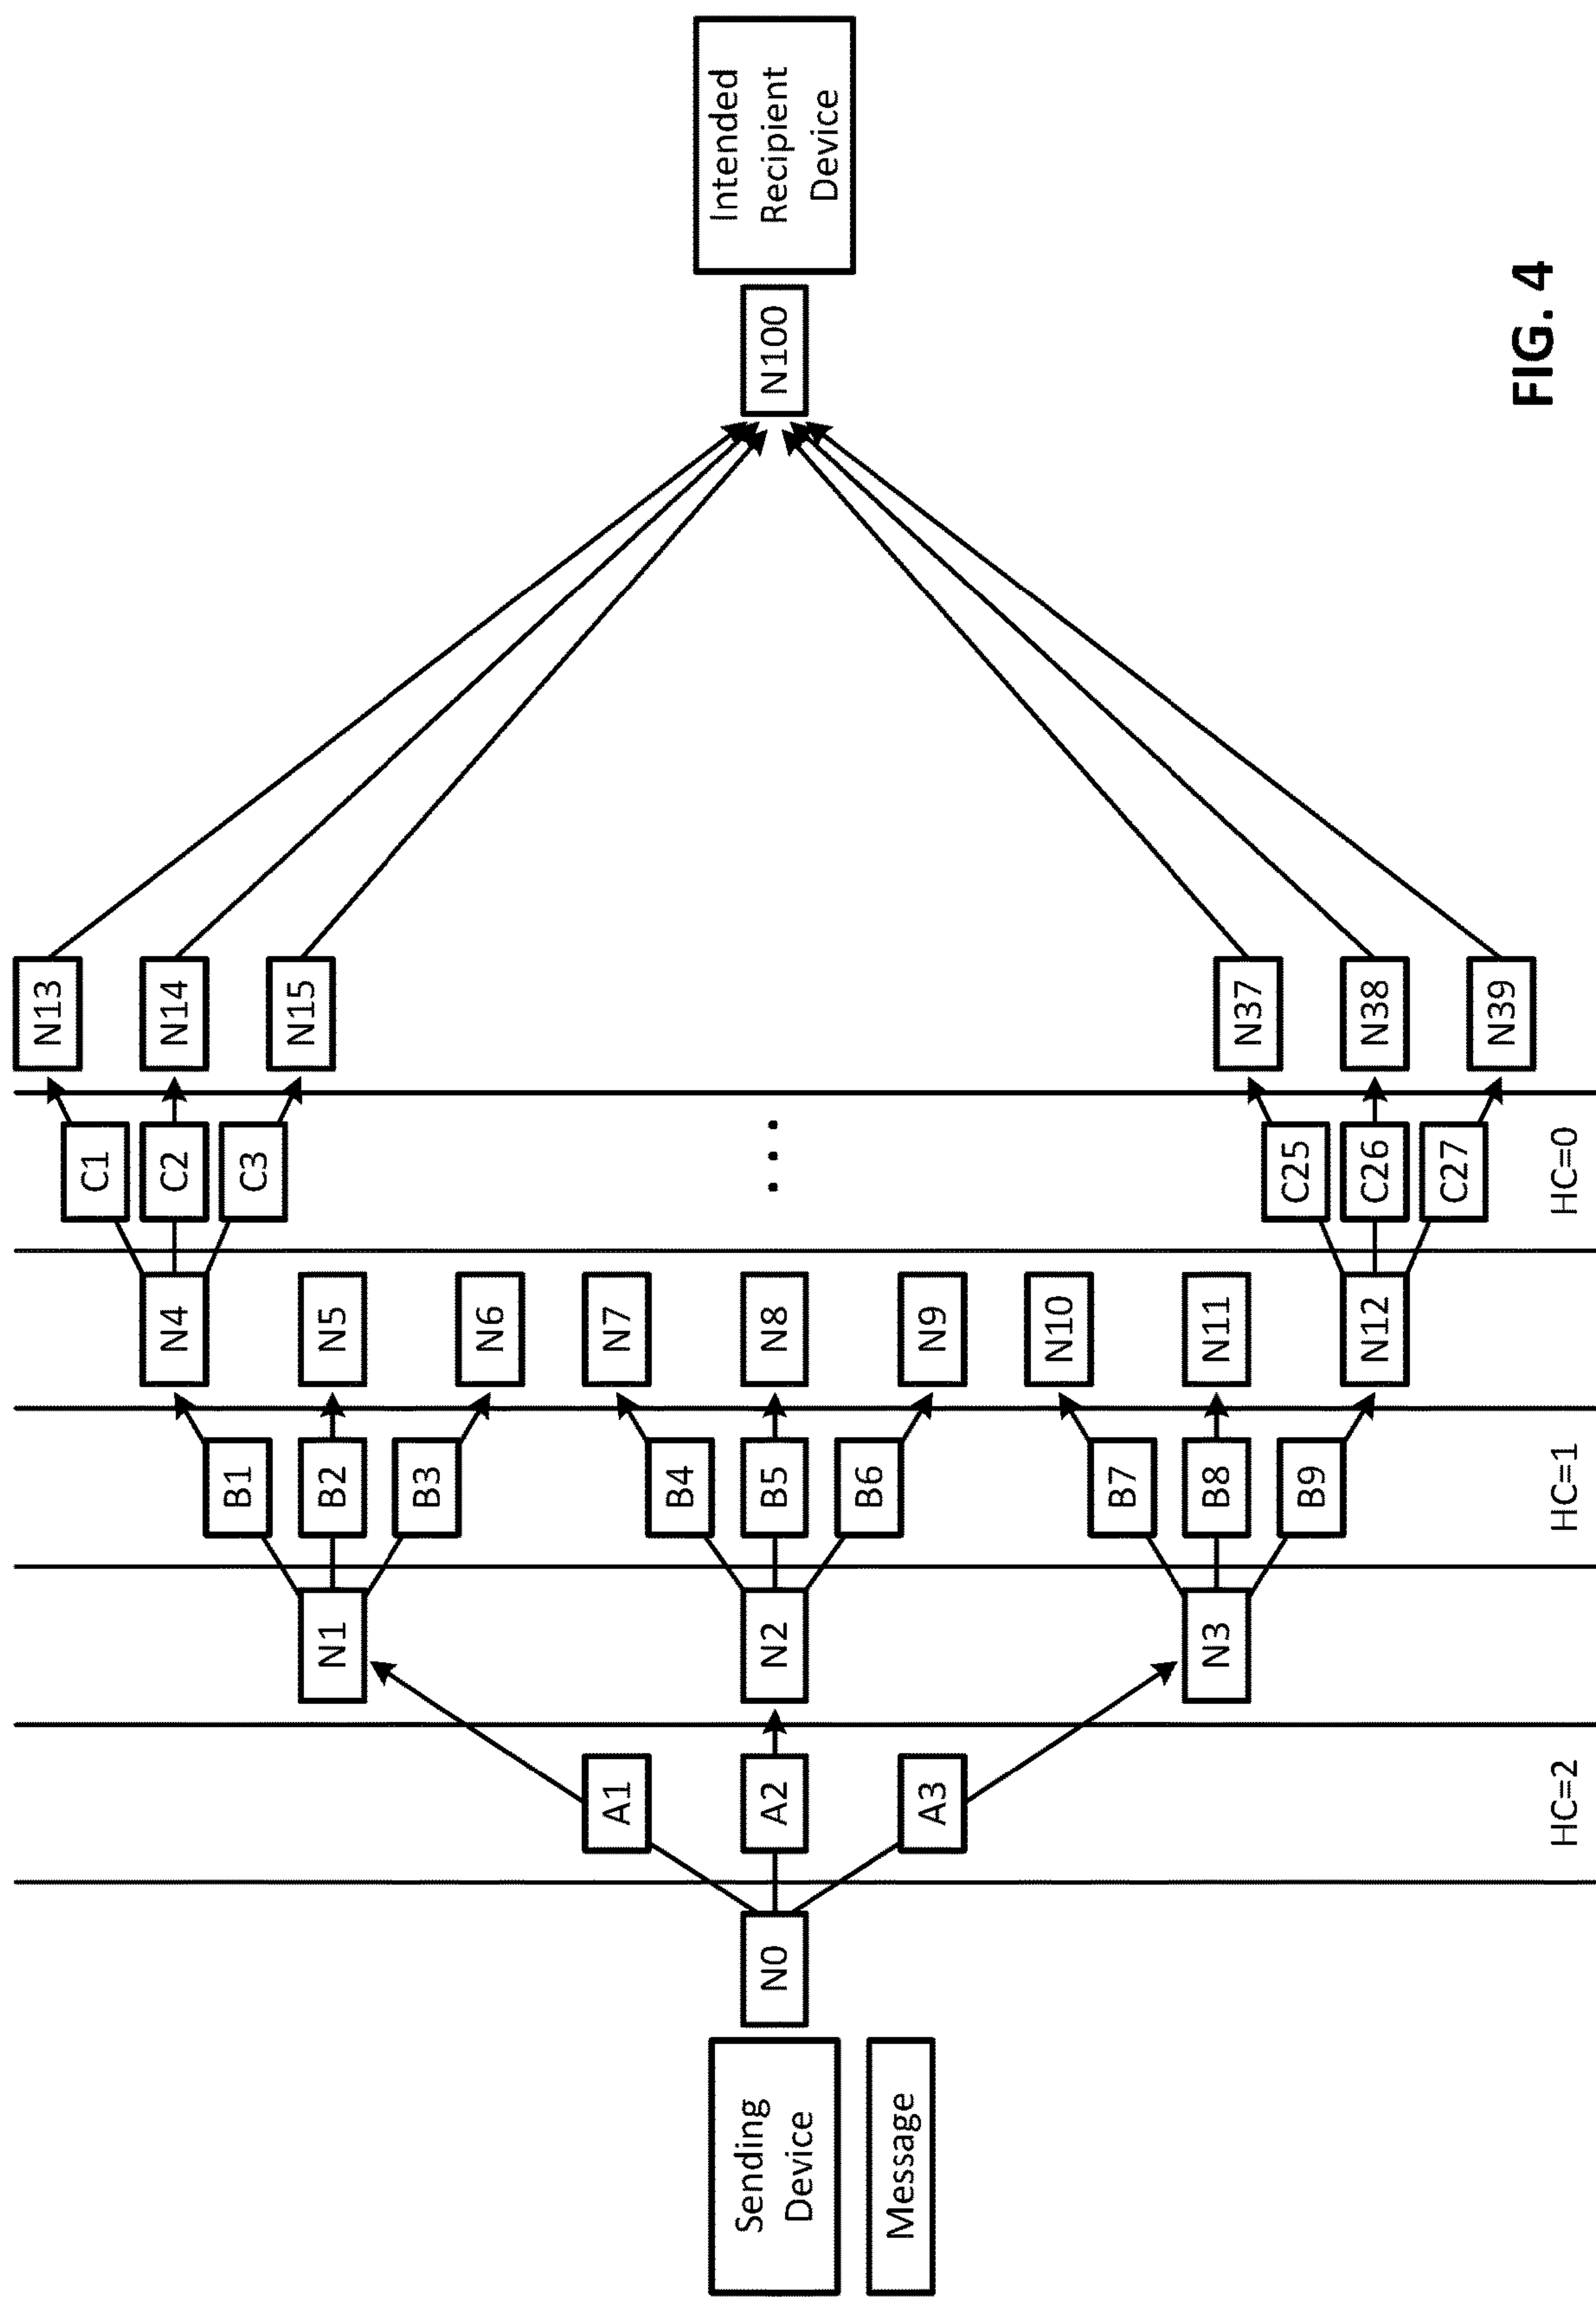 Sending
Device
Message
N0
A1
A2
A3
HC=2
N1
N2
N3
B1
B2
B3
B4
B5
B6
B7
B8
B9
HC=1
N4
N5
N6
N7
N8
N9
N10
N11
N12
C1
C2
C3
...
C25
C26
C27
HC=0
N13
N14
N15
N37
N38
N39
N100
Intended
Recipient
Device
FIG. 4